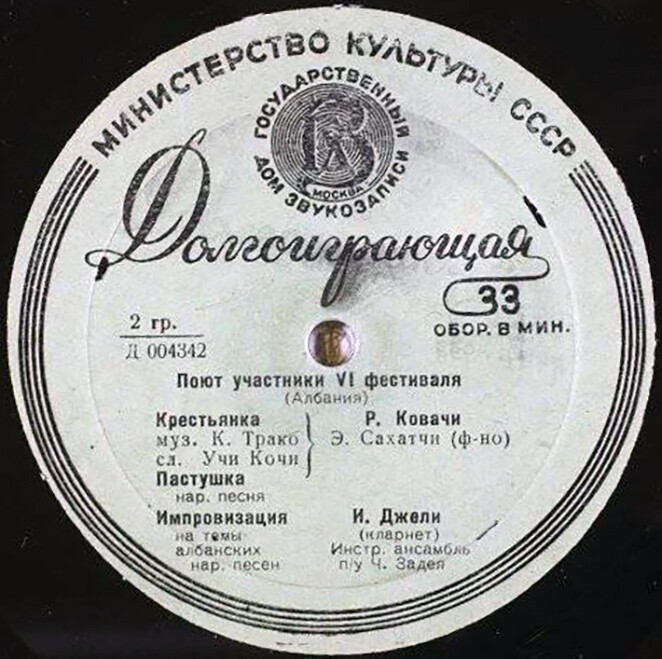 МИНИСТЕРСТВО КУЛЬТУРЫ СССР
ГОСУДАРСТВЕННЫЙ
ДОМ ЗВУКОЗАПИСИ
МОСКВА
Долгоиграющая
33
ОБОР. В МИН.
2 гр.
Д 004342
Поют участники VI фестиваля
(Албания)
Крестьянка Р. Ковачи
муз. К. Трако Э. Сахатчи (ф-но)
сл. Учи Кочи
Пастушка
нар. песня
Импровизация И. Джели
на темы (кларнет)
албанских Инстр. ансамбль
нар. песен п/у Ч. Задея